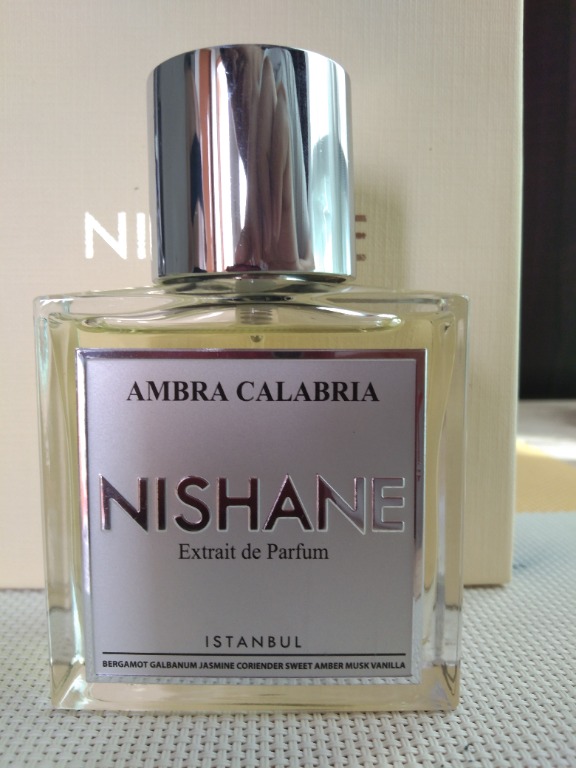 AMBRA CALABRIA
NISHANE
Extrait de Parfum
ISTANBUL
BERGAMOT GALBANUM JASMINE CORIENDER SWEET AMBER MUSK VANILLA